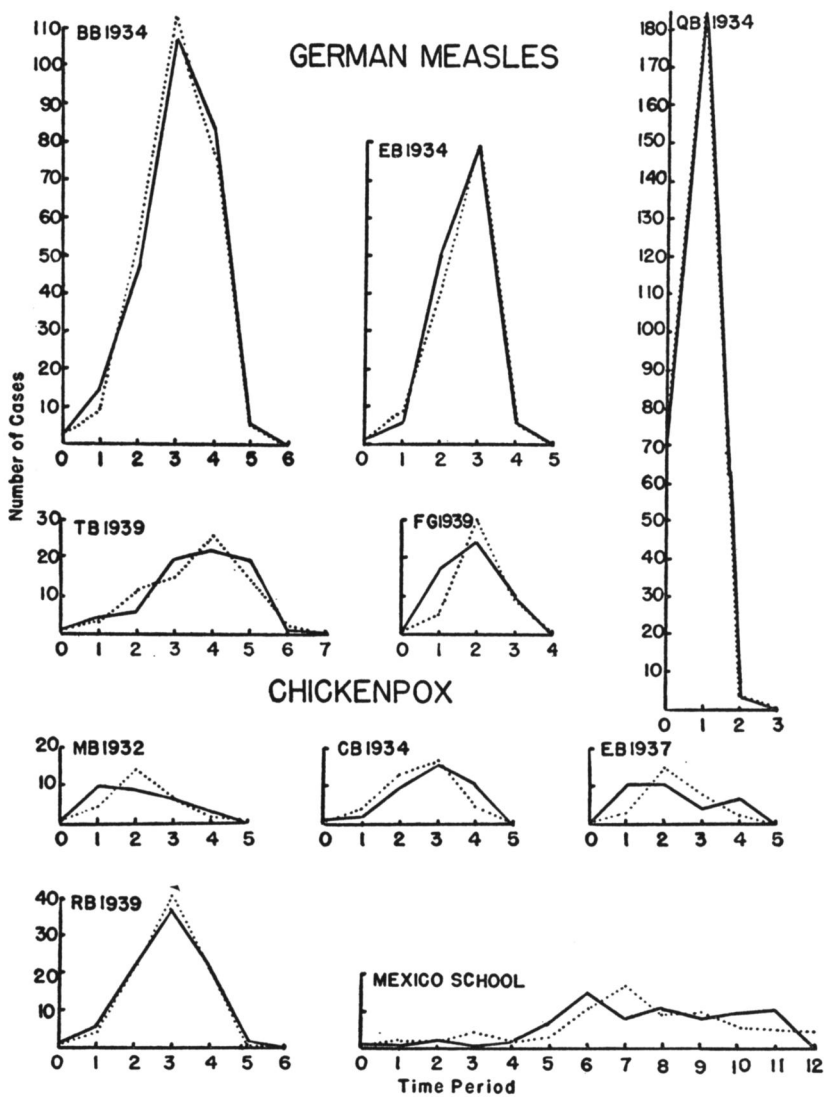 GERMAN MEASLES
Number of Cases
BB1934
110
100
90
80
70
60
50
40
30
20
10
0 1 2 3 4 5 6
EB1934
0 1 2 3 4 5
QB1934
180
170
160
150
140
130
120
110
100
90
80
70
60
50
40
30
20
10
0 1 2 3
TB1939
30
20
10
0 1 2 3 4 5 6 7
FG1939
0 1 2 3 4
CHICKENPOX
MB1932
20
10
0 1 2 3 4 5
CB1934
0 1 2 3 4 5
EB1937
0 1 2 3 4 5
RB1939
40
30
20
10
0 1 2 3 4 5 6
MEXICO SCHOOL
0 1 2 3 4 5 6 7 8 9 10 11 12
Time Period